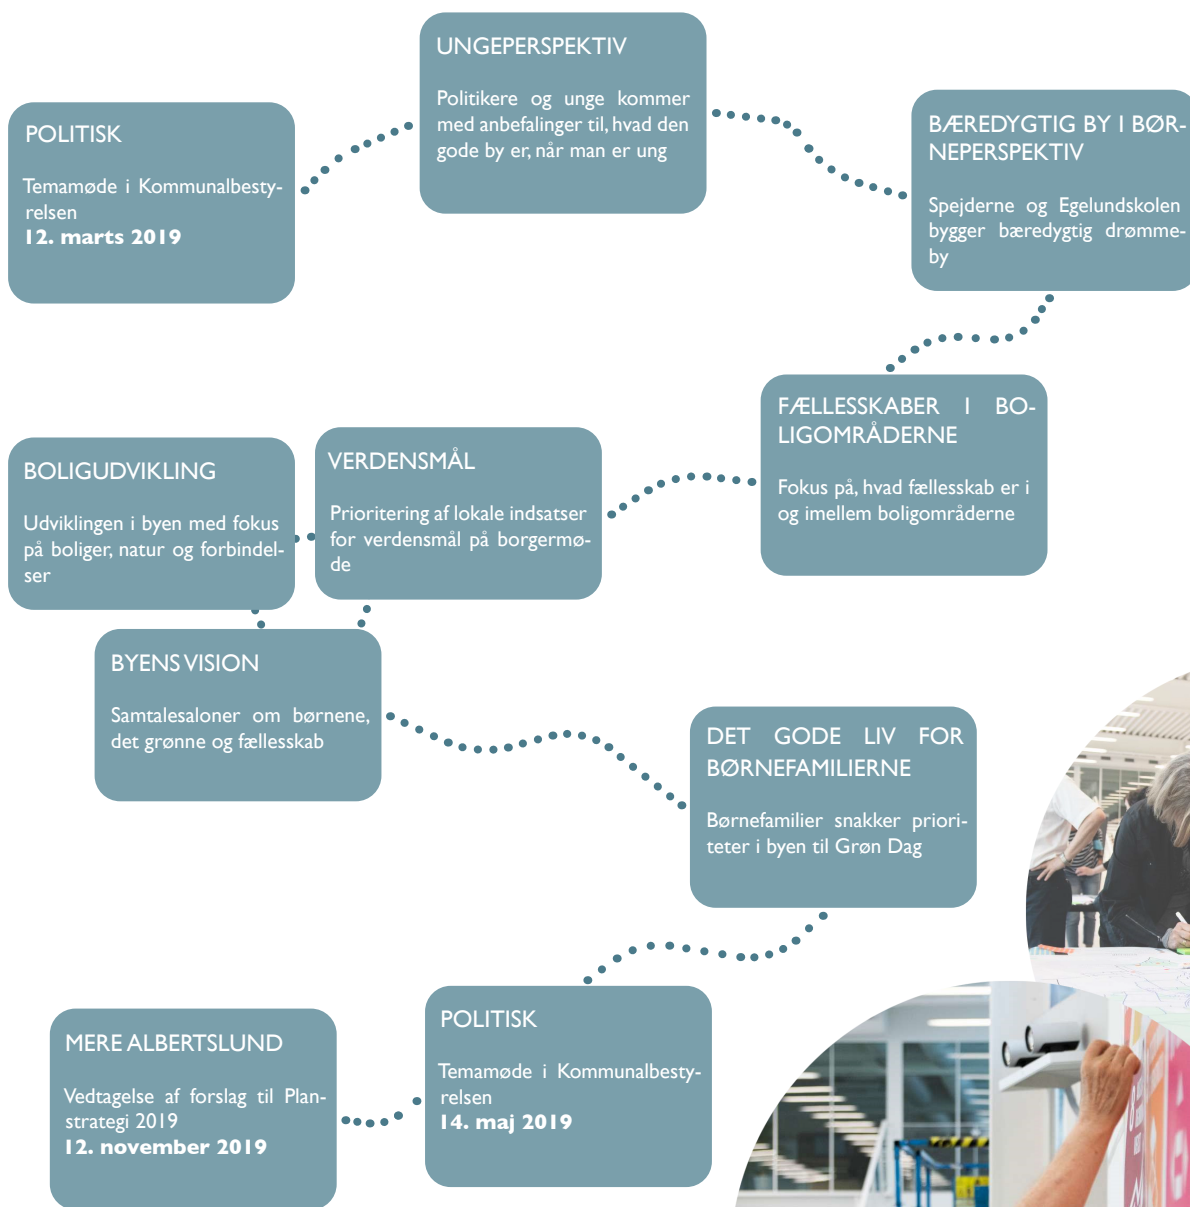 POLITISK
Temamøde i Kommunalbesty-
relsen
12. marts 2019
UNGEPERSPEKTIV
Politikere og unge kommer
med anbefalinger til, hvad den
gode by er, når man er ung
BÆREDYGTIG BY I BØR-
NEPERSPEKTIV
Spejderne og Egelundskolen
bygger bæredygtig drømme-
by
FÆLLESSKABER I BO-
LIGOMRÅDERNE
Fokus på, hvad fællesskab er i
og imellem boligområderne
VERDENSMÅL
Prioritering af lokale indsatser
for verdensmål på borgermø-
de
BOLIGUDVIKLING
Udviklingen i byen med fokus
på boliger, natur og forbindel-
ser
BYENS VISION
Samtalesaloner om børnene,
det grønne og fællesskab
DET GODE LIV FOR
BØRNEFAMILIERNE
Børnefamilier snakker priori-
teter i byen til Grøn Dag
POLITISK
Temamøde i Kommunalbesty-
relsen
14. maj 2019
MERE ALBERTSLUND
Vedtagelse af forslag til Plan-
strategi 2019
12. november 2019